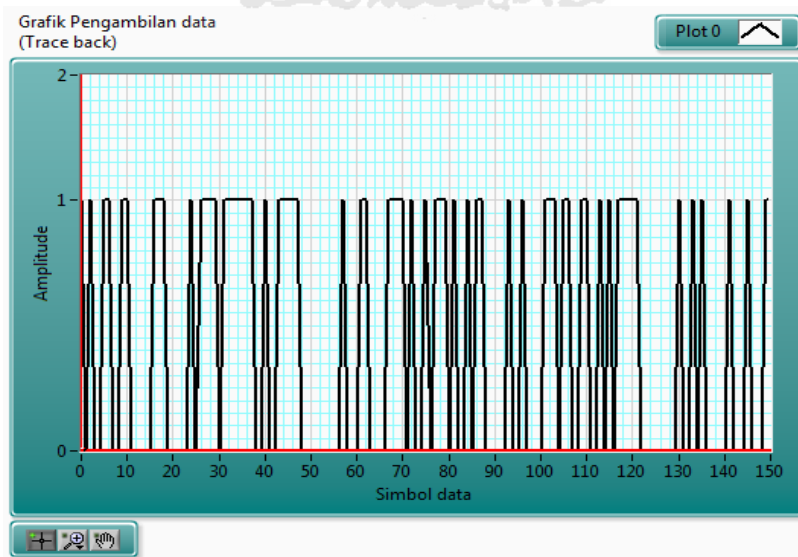 Grafik Pengambilan data
(Trace back)
Plot 0
2
1
0
Amplitude
0 10 20 30 40 50 60 70 80 90 100 110 120 130 140 150
Simbol data